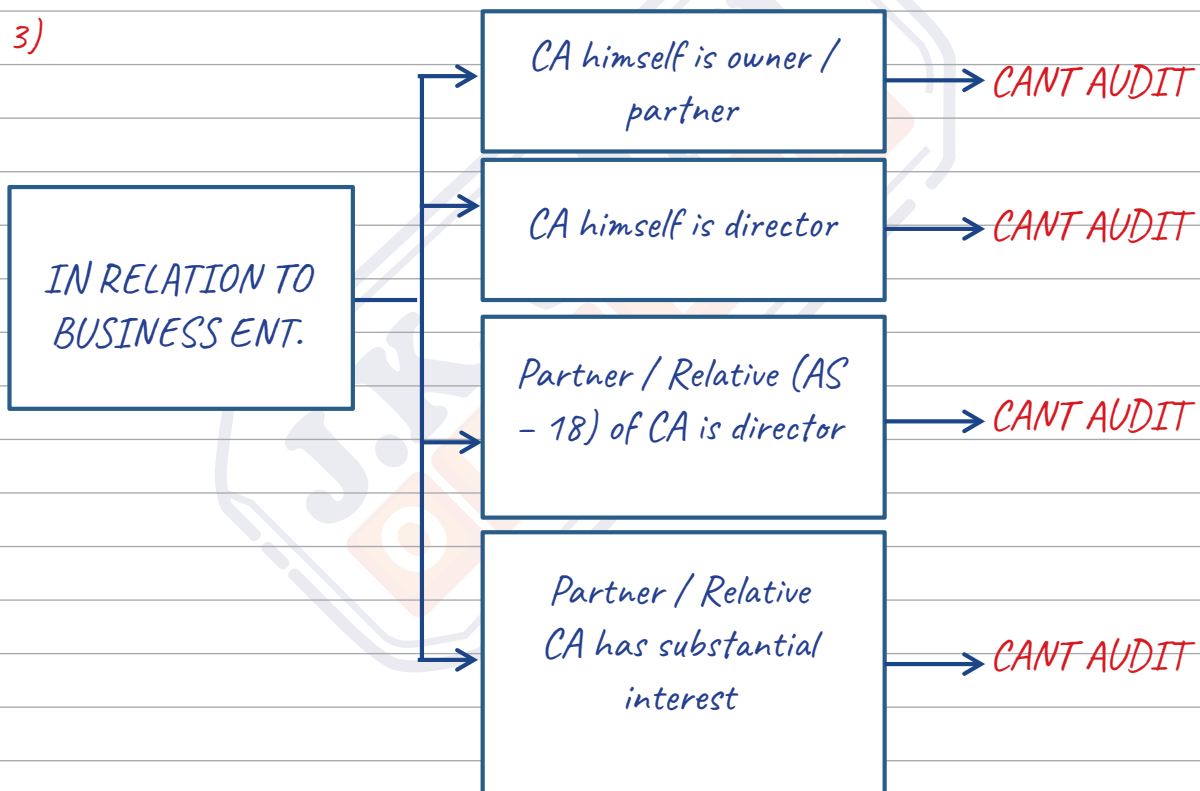 3)
CA himself is owner /
partner
CANT AUDIT
CA himself is director
CANT AUDIT
IN RELATION TO
BUSINESS ENT.
Partner / Relative (AS
– 18) of CA is director
CANT AUDIT
Partner / Relative
CA has substantial
interest
CANT AUDIT
J.K